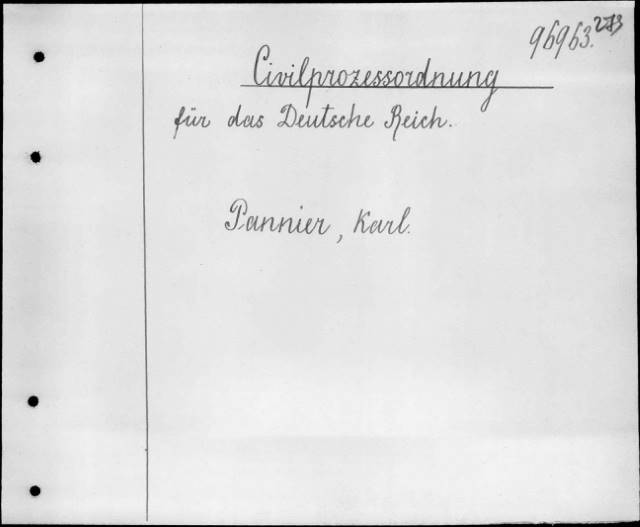 96963.273
Civilprozessordnung
für das Deutsche Reich.
Pannier, Karl.